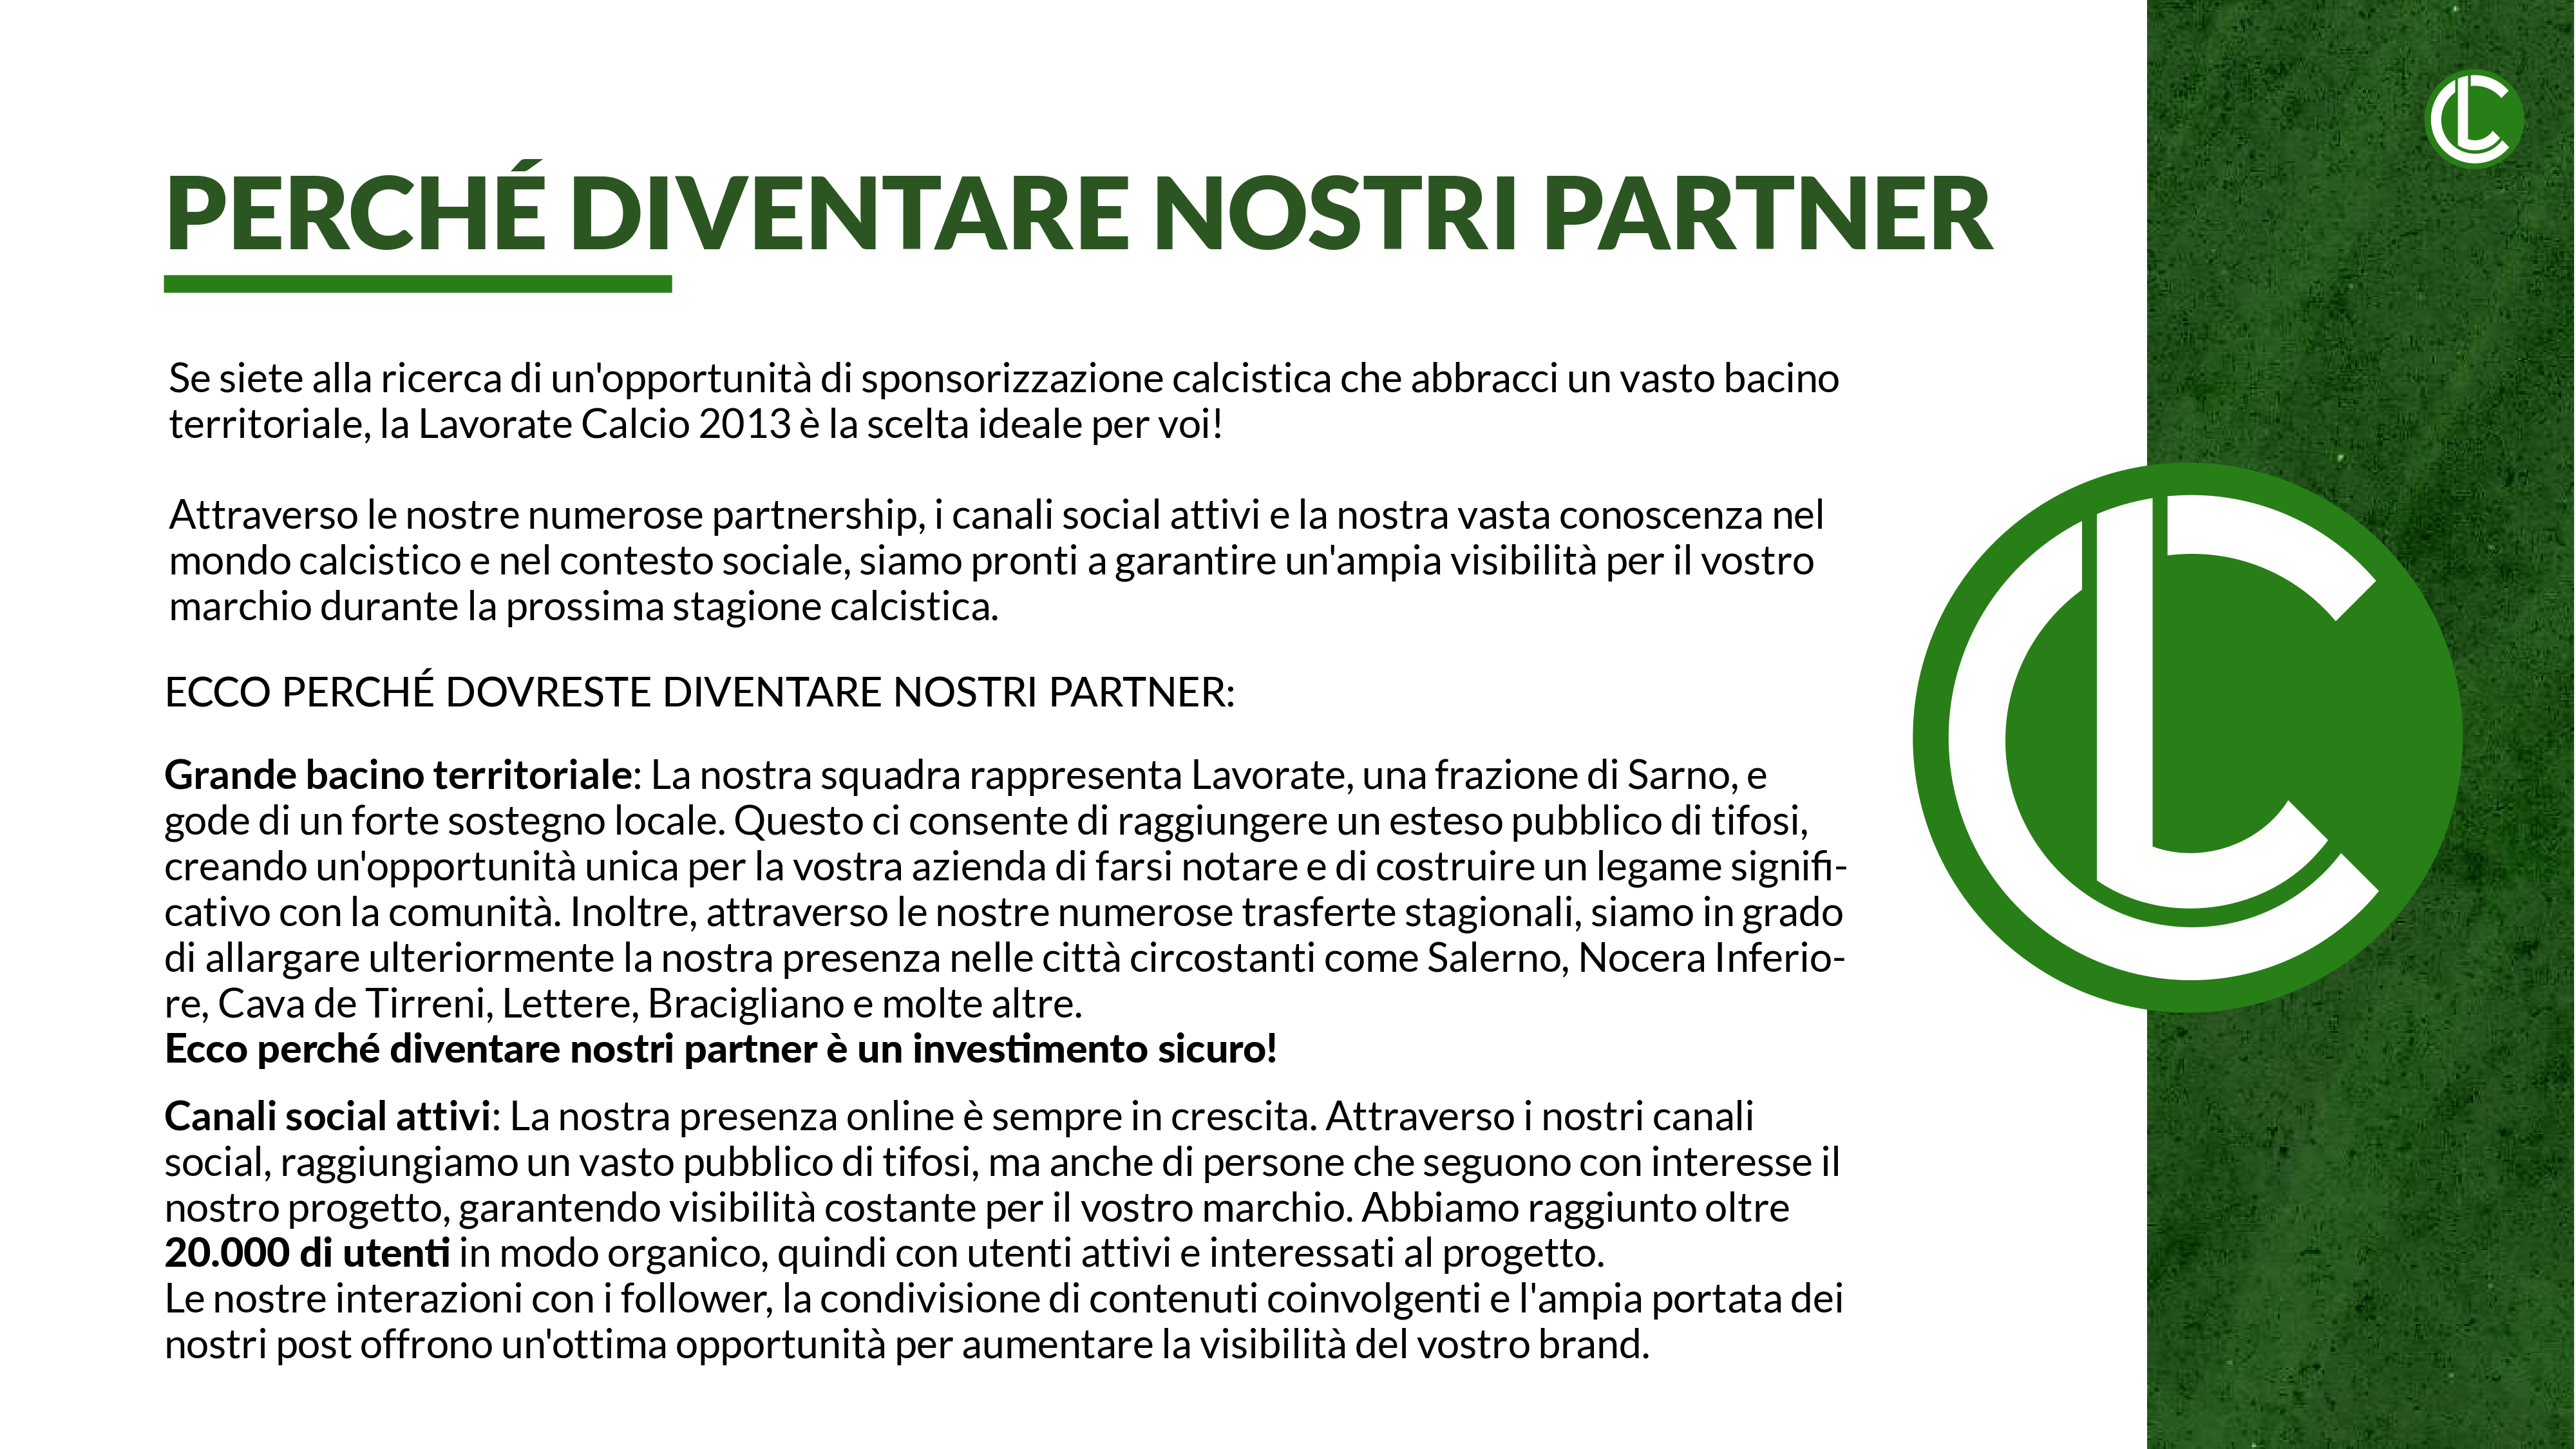 PERCHÉ DIVENTARE NOSTRI PARTNER
Se siete alla ricerca di un'opportunità di sponsorizzazione calcistica che abbracci un vasto bacino
territoriale, la Lavorate Calcio 2013 è la scelta ideale per voi!
Attraverso le nostre numerose partnership, i canali social attivi e la nostra vasta conoscenza nel
mondo calcistico e nel contesto sociale, siamo pronti a garantire un'ampia visibilità per il vostro
marchio durante la prossima stagione calcistica.
ECCO PERCHÉ DOVRESTE DIVENTARE NOSTRI PARTNER:
Grande bacino territoriale: La nostra squadra rappresenta Lavorate, una frazione di Sarno, e
gode di un forte sostegno locale. Questo ci consente di raggiungere un esteso pubblico di tifosi,
creando un'opportunità unica per la vostra azienda di farsi notare e di costruire un legame signifi-
cativo con la comunità. Inoltre, attraverso le nostre numerose trasferte stagionali, siamo in grado
di allargare ulteriormente la nostra presenza nelle città circostanti come Salerno, Nocera Inferio-
re, Cava de Tirreni, Lettere, Bracigliano e molte altre.
Ecco perché diventare nostri partner è un investimento sicuro!
Canali social attivi: La nostra presenza online è sempre in crescita. Attraverso i nostri canali
social, raggiungiamo un vasto pubblico di tifosi, ma anche di persone che seguono con interesse il
nostro progetto, garantendo visibilità costante per il vostro marchio. Abbiamo raggiunto oltre
20.000 di utenti in modo organico, quindi con utenti attivi e interessati al progetto.
Le nostre interazioni con i follower, la condivisione di contenuti coinvolgenti e l'ampia portata dei
nostri post offrono un'ottima opportunità per aumentare la visibilità del vostro brand.
LC
LC